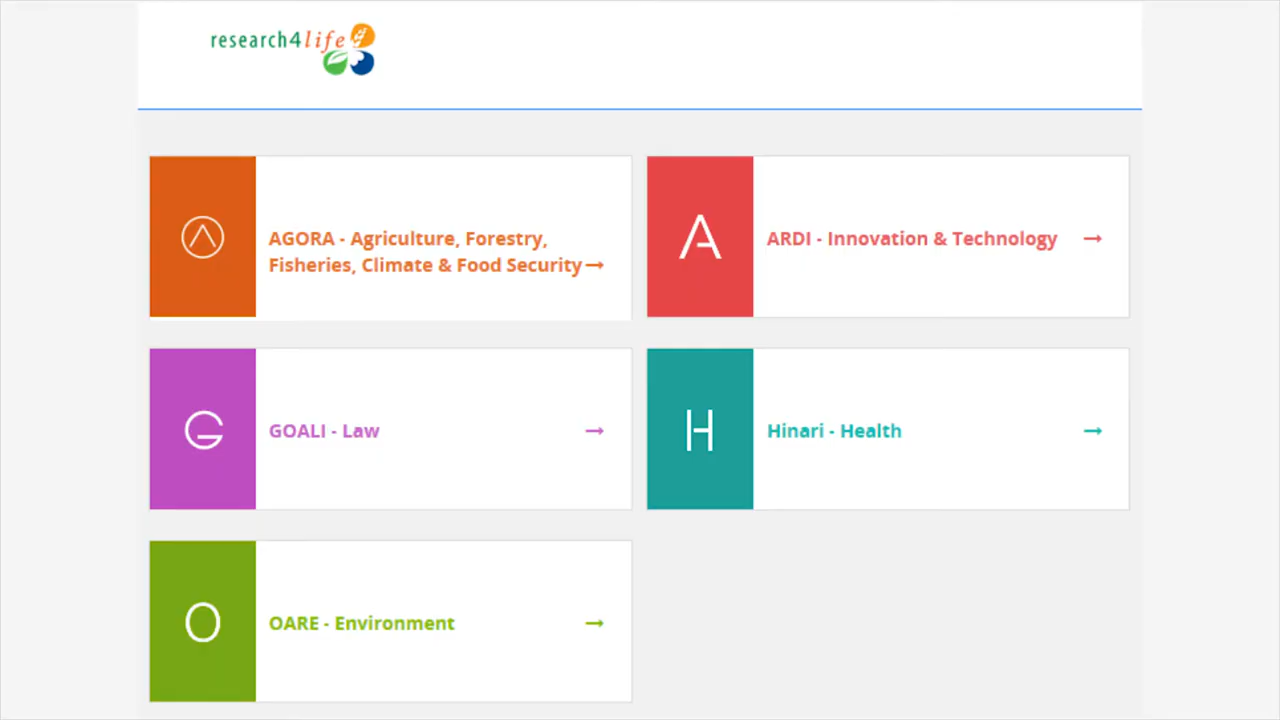 research4life
AGORA - Agriculture, Forestry,
Fisheries, Climate & Food Security→
A
ARDI - Innovation & Technology →
G
GOALI - Law →
H
Hinari - Health →
O
OARE - Environment →